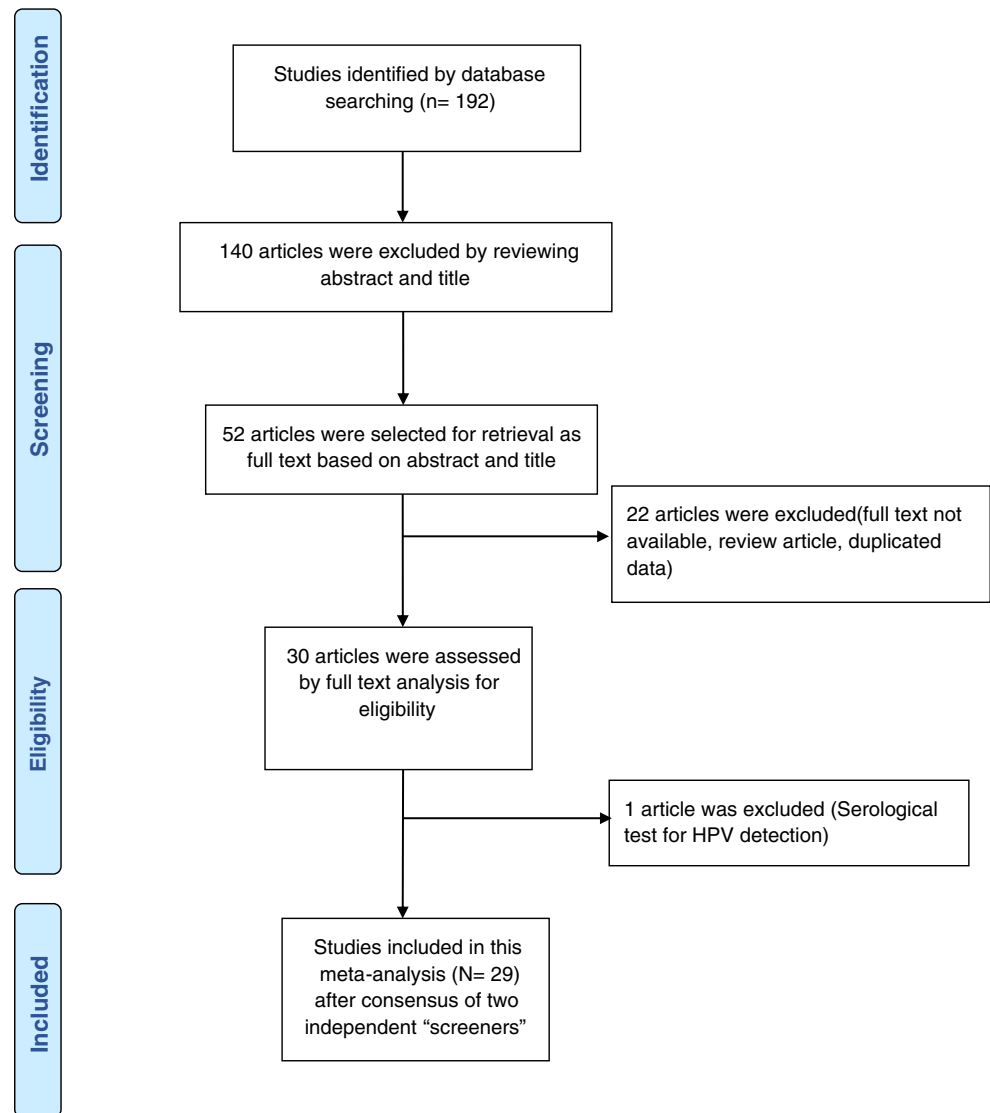 Identification
Studies identified by database
searching (n= 192)
140 articles were excluded by reviewing
abstract and title
Screening
52 articles were selected for retrieval as
full text based on abstract and title
22 articles were excluded(full text not
available, review article, duplicated
data)
Eligibility
30 articles were assessed
by full text analysis for
eligibility
1 article was excluded (Serological
test for HPV detection)
Included
Studies included in this
meta-analysis (N= 29)
after consensus of two
independent “screeners”